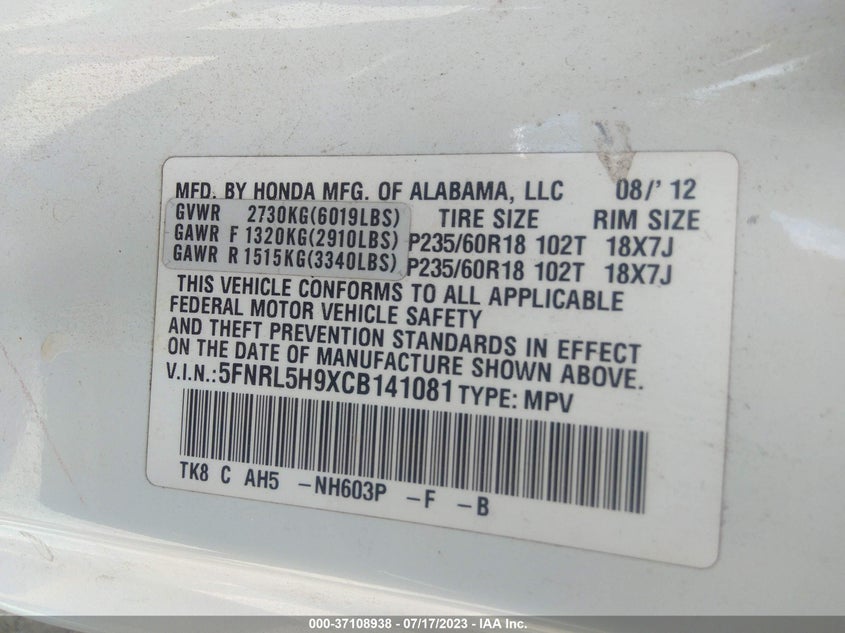 MFD. BY HONDA MFG. OF ALABAMA, LLC 08/' 12
GVWR 2730KG(6019LBS) TIRE SIZE RIM SIZE
GAWR F 1320KG(2910LBS) P235/60R18 102T 18X7J
GAWR R 1515KG(3340LBS) P235/60R18 102T 18X7J
THIS VEHICLE CONFORMS TO ALL APPLICABLE
FEDERAL MOTOR VEHICLE SAFETY
AND THEFT PREVENTION STANDARDS IN EFFECT
ON THE DATE OF MANUFACTURE SHOWN ABOVE.
V.I.N.:5FNRL5H9XCB141081 TYPE: MPV
TK8 C AH5 -NH603P -F -B
000-37108938 - 07/17/2023 - IAA Inc.